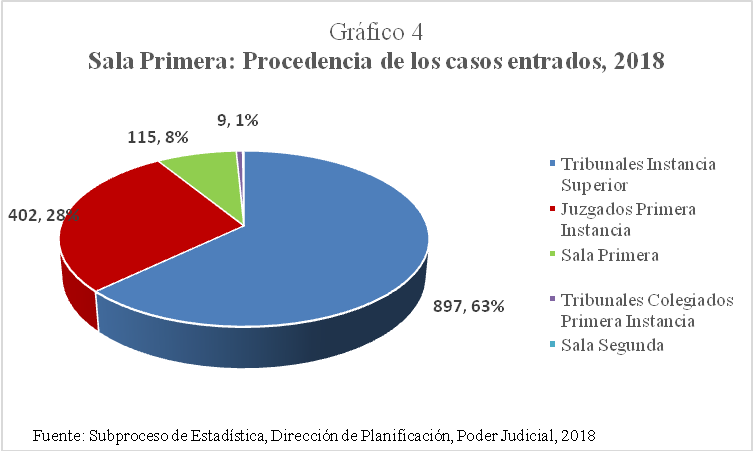 Gráfico 4
Sala Primera: Procedencia de los casos entrados, 2018
9, 1%
115, 8%
402, 28%
897, 63%
Tribunales Instancia
Superior
Juzgados Primera
Instancia
Sala Primera
Tribunales Colegiados
Primera Instancia
Sala Segunda
Fuente: Subproceso de Estadística, Dirección de Planificación, Poder Judicial, 2018